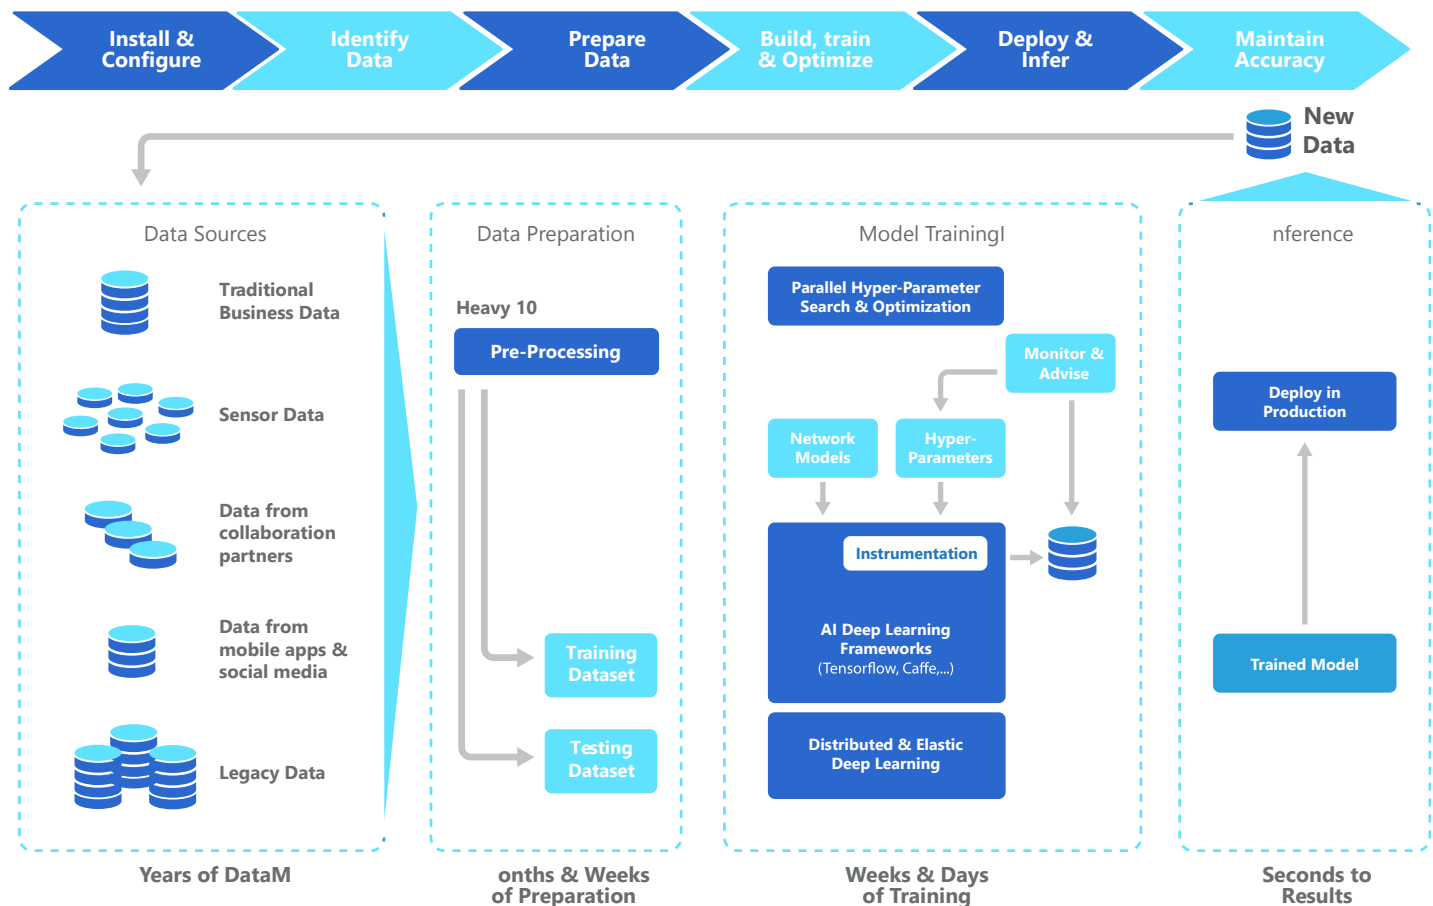 Install &
Configure
Identify
Data
Prepare
Data
Build, train
& Optimize
Deploy &
Infer
Maintain
Accuracy
New
Data
Data Sources
Traditional
Business Data
Sensor Data
Data from
collaboration
partners
Data from
mobile apps &
social media
Legacy Data
Years of DataM
Data Preparation
Heavy 10
Pre-Processing
Training
Dataset
Testing
Dataset
onths & Weeks
of Preparation
Model TrainingI
Parallel Hyper-Parameter
Search & Optimization
Monitor &
Advise
Network
Models
Hyper-
Parameters
Instrumentation
AI Deep Learning
Frameworks
(Tensorflow, Caffe,...)
Distributed & Elastic
Deep Learning
Weeks & Days
of Training
nference
Deploy in
Production
Trained Model
Seconds to
Results